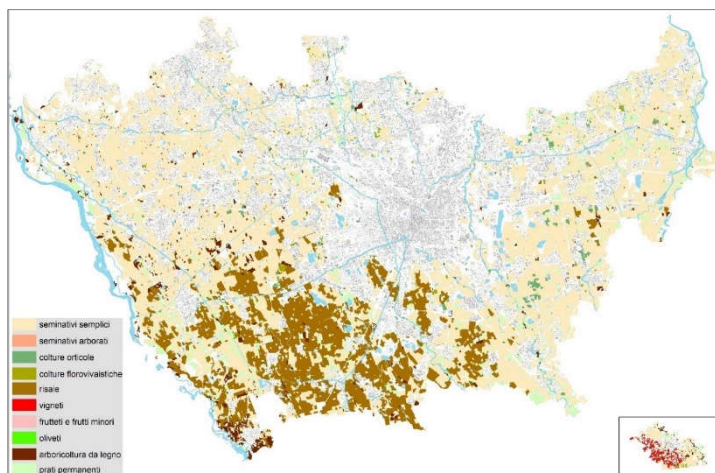 seminativi semplici
seminativi arborati
colture orticole
colture florovivaistiche
risaie
vigneti
frutteti e frutti minori
oliveti
arboricoltura da legno
prati permanenti